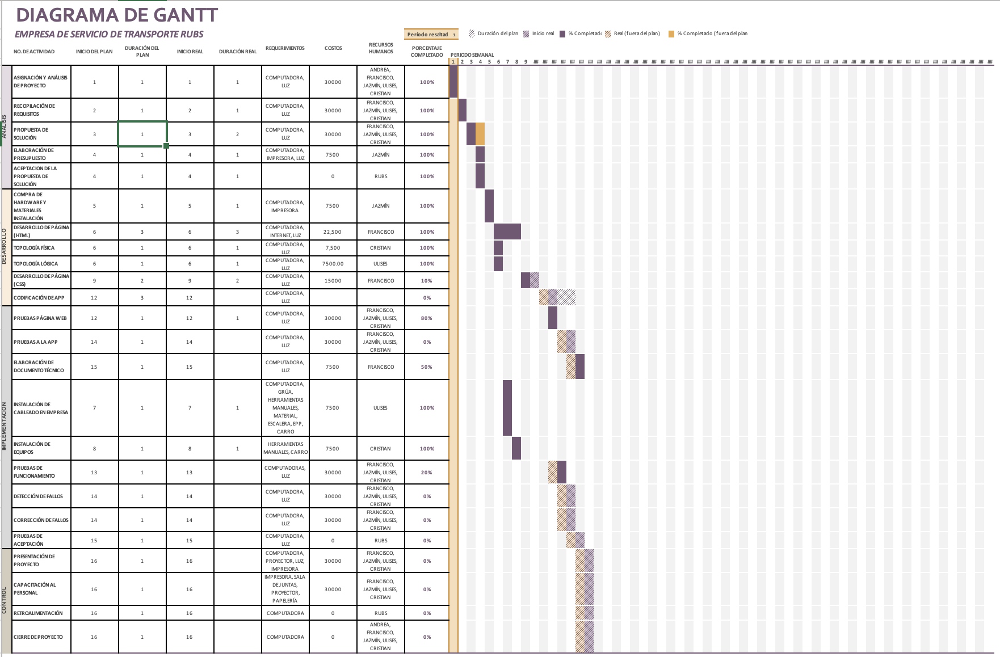 DIAGRAMA DE GANTT
EMPRESA DE SERVICIO DE TRANSPORTE RUBS
Período resaltad 1
Duración del plan
Inicio real
% Completado
Real (fuera del plan)
% Completado (fuera del plan
NO. DE ACTIVIDAD
INICIO DEL PLAN
DURACIÓN DEL
PLAN
INICIO REAL
DURACIÓN REAL
REQUERIMIENTOS
COSTOS
RECURSOS
HUMANOS
PORCENTAJE
COMPLETADO
PERIODO SEMANAL
1 2 3 4 5 6 7 8 9 ## ## ## ## ## ## ## ## ## ## ## ## ## ## ## ## ## ## ## ## ## ## ## ## ## ## ## ## ## ## ## ## ## ## ## ## ## ## ## ## ## ## ## ## ## ## ## ## ## ## ##
ANÁLISIS
ASIGNACIÓN Y ANÁLISIS
DE PROYECTO
1 1 1 1
COMPUTADORA,
LUZ
30000
ANDREA,
FRANCISCO,
JAZMÍN, ULISES,
CRISTIAN
100%
RECOPILACIÓN DE
REQUISITOS
2 1 2 1
COMPUTADORA,
LUZ
30000
FRANCISCO,
JAZMÍN, ULISES,
CRISTIAN
100%
PROPUESTA DE
SOLUCIÓN
3 1 3 2
COMPUTADORA,
LUZ
30000
FRANCISCO,
JAZMÍN, ULISES,
CRISTIAN
100%
ELABORACIÓN DE
PRESUPUESTO
4 1 4 1
COMPUTADORA,
IMPRESORA, LUZ
7500
JAZMÍN
100%
ACEPTACION DE LA
PROPUESTA DE
SOLUCIÓN
4 1 4 1
0
RUBS
100%
DESARROLLO
COMPRA DE
HARDWARE Y
MATERIALES
INSTALACIÓN
5 1 5 1
COMPUTADORA,
IMPRESORA
7500
JAZMÍN
100%
DESARROLLO DE PÁGINA
(HTML)
6 3 6 3
COMPUTADORA,
INTERNET, LUZ
22,500
FRANCISCO
100%
TOPOLOGÍA FÍSICA
6 1 6 1
COMPUTADORA,
LUZ
7,500
CRISTIAN
100%
TOPOLOGÍA LÓGICA
6 1 6 1
COMPUTADORA,
LUZ
7500.00
ULISES
100%
DESARROLLO DE PÁGINA
(CSS)
9 2 9 2
COMPUTADORA,
LUZ
15000
FRANCISCO
10%
CODIFICACIÓN DE APP
12 3 12
COMPUTADORA,
LUZ
0%
IMPLEMENTACION
PRUEBAS PÁGINA WEB
12 1 12 1
COMPUTADORA,
LUZ
30000
FRANCISCO,
JAZMÍN, ULISES,
CRISTIAN
80%
PRUEBAS A LA APP
14 1 14
COMPUTADORA,
LUZ
30000
FRANCISCO,
JAZMÍN, ULISES,
CRISTIAN
0%
ELABORACIÓN DE
DOCUMENTO TÉCNICO
15 1 15
COMPUTADORA,
LUZ
7500
FRANCISCO
50%
INSTALACIÓN DE
CABLEADO EN EMPRESA
7 1 7 1
COMPUTADORA,
GRÚA,
HERRAMIENTAS
MANUALES,
MATERIAL,
ESCALERA, EPP,
CARRO
7500
ULISES
100%
INSTALACIÓN DE
EQUIPOS
8 1 8 1
HERRAMIENTAS
MANUALES, CARRO
7500
CRISTIAN
100%
PRUEBAS DE
FUNCIONAMIENTO
13 1 13
COMPUTADORAS,
LUZ
30000
FRANCISCO,
JAZMÍN, ULISES,
CRISTIAN
20%
DETECCIÓN DE FALLOS
14 1 14
COMPUTADORA,
LUZ
30000
FRANCISCO,
JAZMÍN, ULISES,
CRISTIAN
0%
CORRECCIÓN DE FALLOS
14 1 14
COMPUTADORA,
LUZ
30000
FRANCISCO,
JAZMÍN, ULISES,
CRISTIAN
0%
PRUEBAS DE
ACEPTACIÓN
15 1 15
COMPUTADORA,
LUZ
0
RUBS
0%
CONTROL
PRESENTACIÓN DE
PROYECTO
16 1 16
COMPUTADORA,
PROYECTOR, LUZ,
IMPRESORA
30000
FRANCISCO,
JAZMÍN, ULISES,
CRISTIAN
0%
CAPACITACIÓN AL
PERSONAL
16 1 16
IMPRESORA, SALA
DE JUNTAS,
PROYECTOR,
PAPELERÍA
30000
FRANCISCO,
JAZMÍN, ULISES,
CRISTIAN
0%
RETROALIMENTACIÓN
16 1 16
COMPUTADORA
0
RUBS
0%
CIERRE DE PROYECTO
16 1 16
COMPUTADORA
0
ANDREA,
FRANCISCO,
JAZMÍN, ULISES,
CRISTIAN
0%